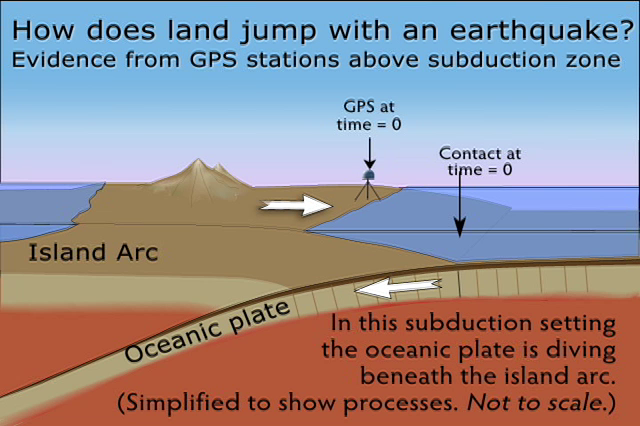 How does land jump with an earthquake?
Evidence from GPS stations above subduction zone
GPS at
time = 0
Contact at
time = 0
Island Arc
Oceanic plate
In this subduction setting
the oceanic plate is diving
beneath the island arc.
(Simplified to show processes. Not to scale.)